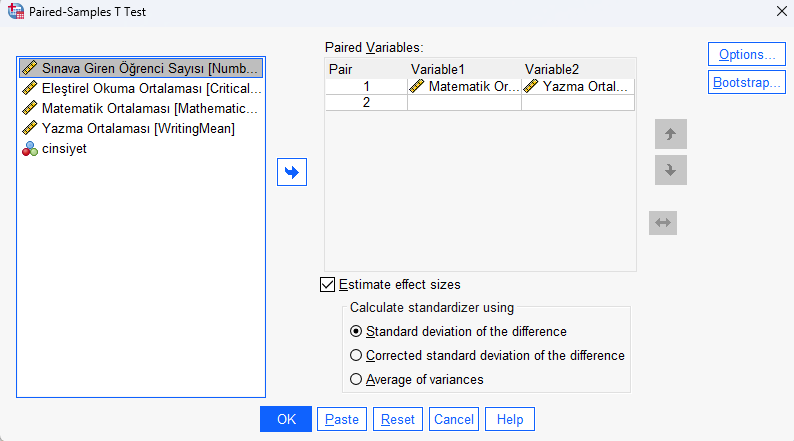 Paired-Samples T Test
Sınava Giren Öğrenci Sayısı [Numb...
Eleştirel Okuma Ortalaması [Critical...
Matematik Ortalaması [Mathematic...
Yazma Ortalaması [WritingMean]
cinsiyet
Paired Variables:
Pair Variable1 Variable2
1 Matematik Or... Yazma Ortal...
2
Options...
Bootstrap...
Estimate effect sizes
Calculate standardizer using
Standard deviation of the difference
Corrected standard deviation of the difference
Average of variances
OK Paste Reset Cancel Help